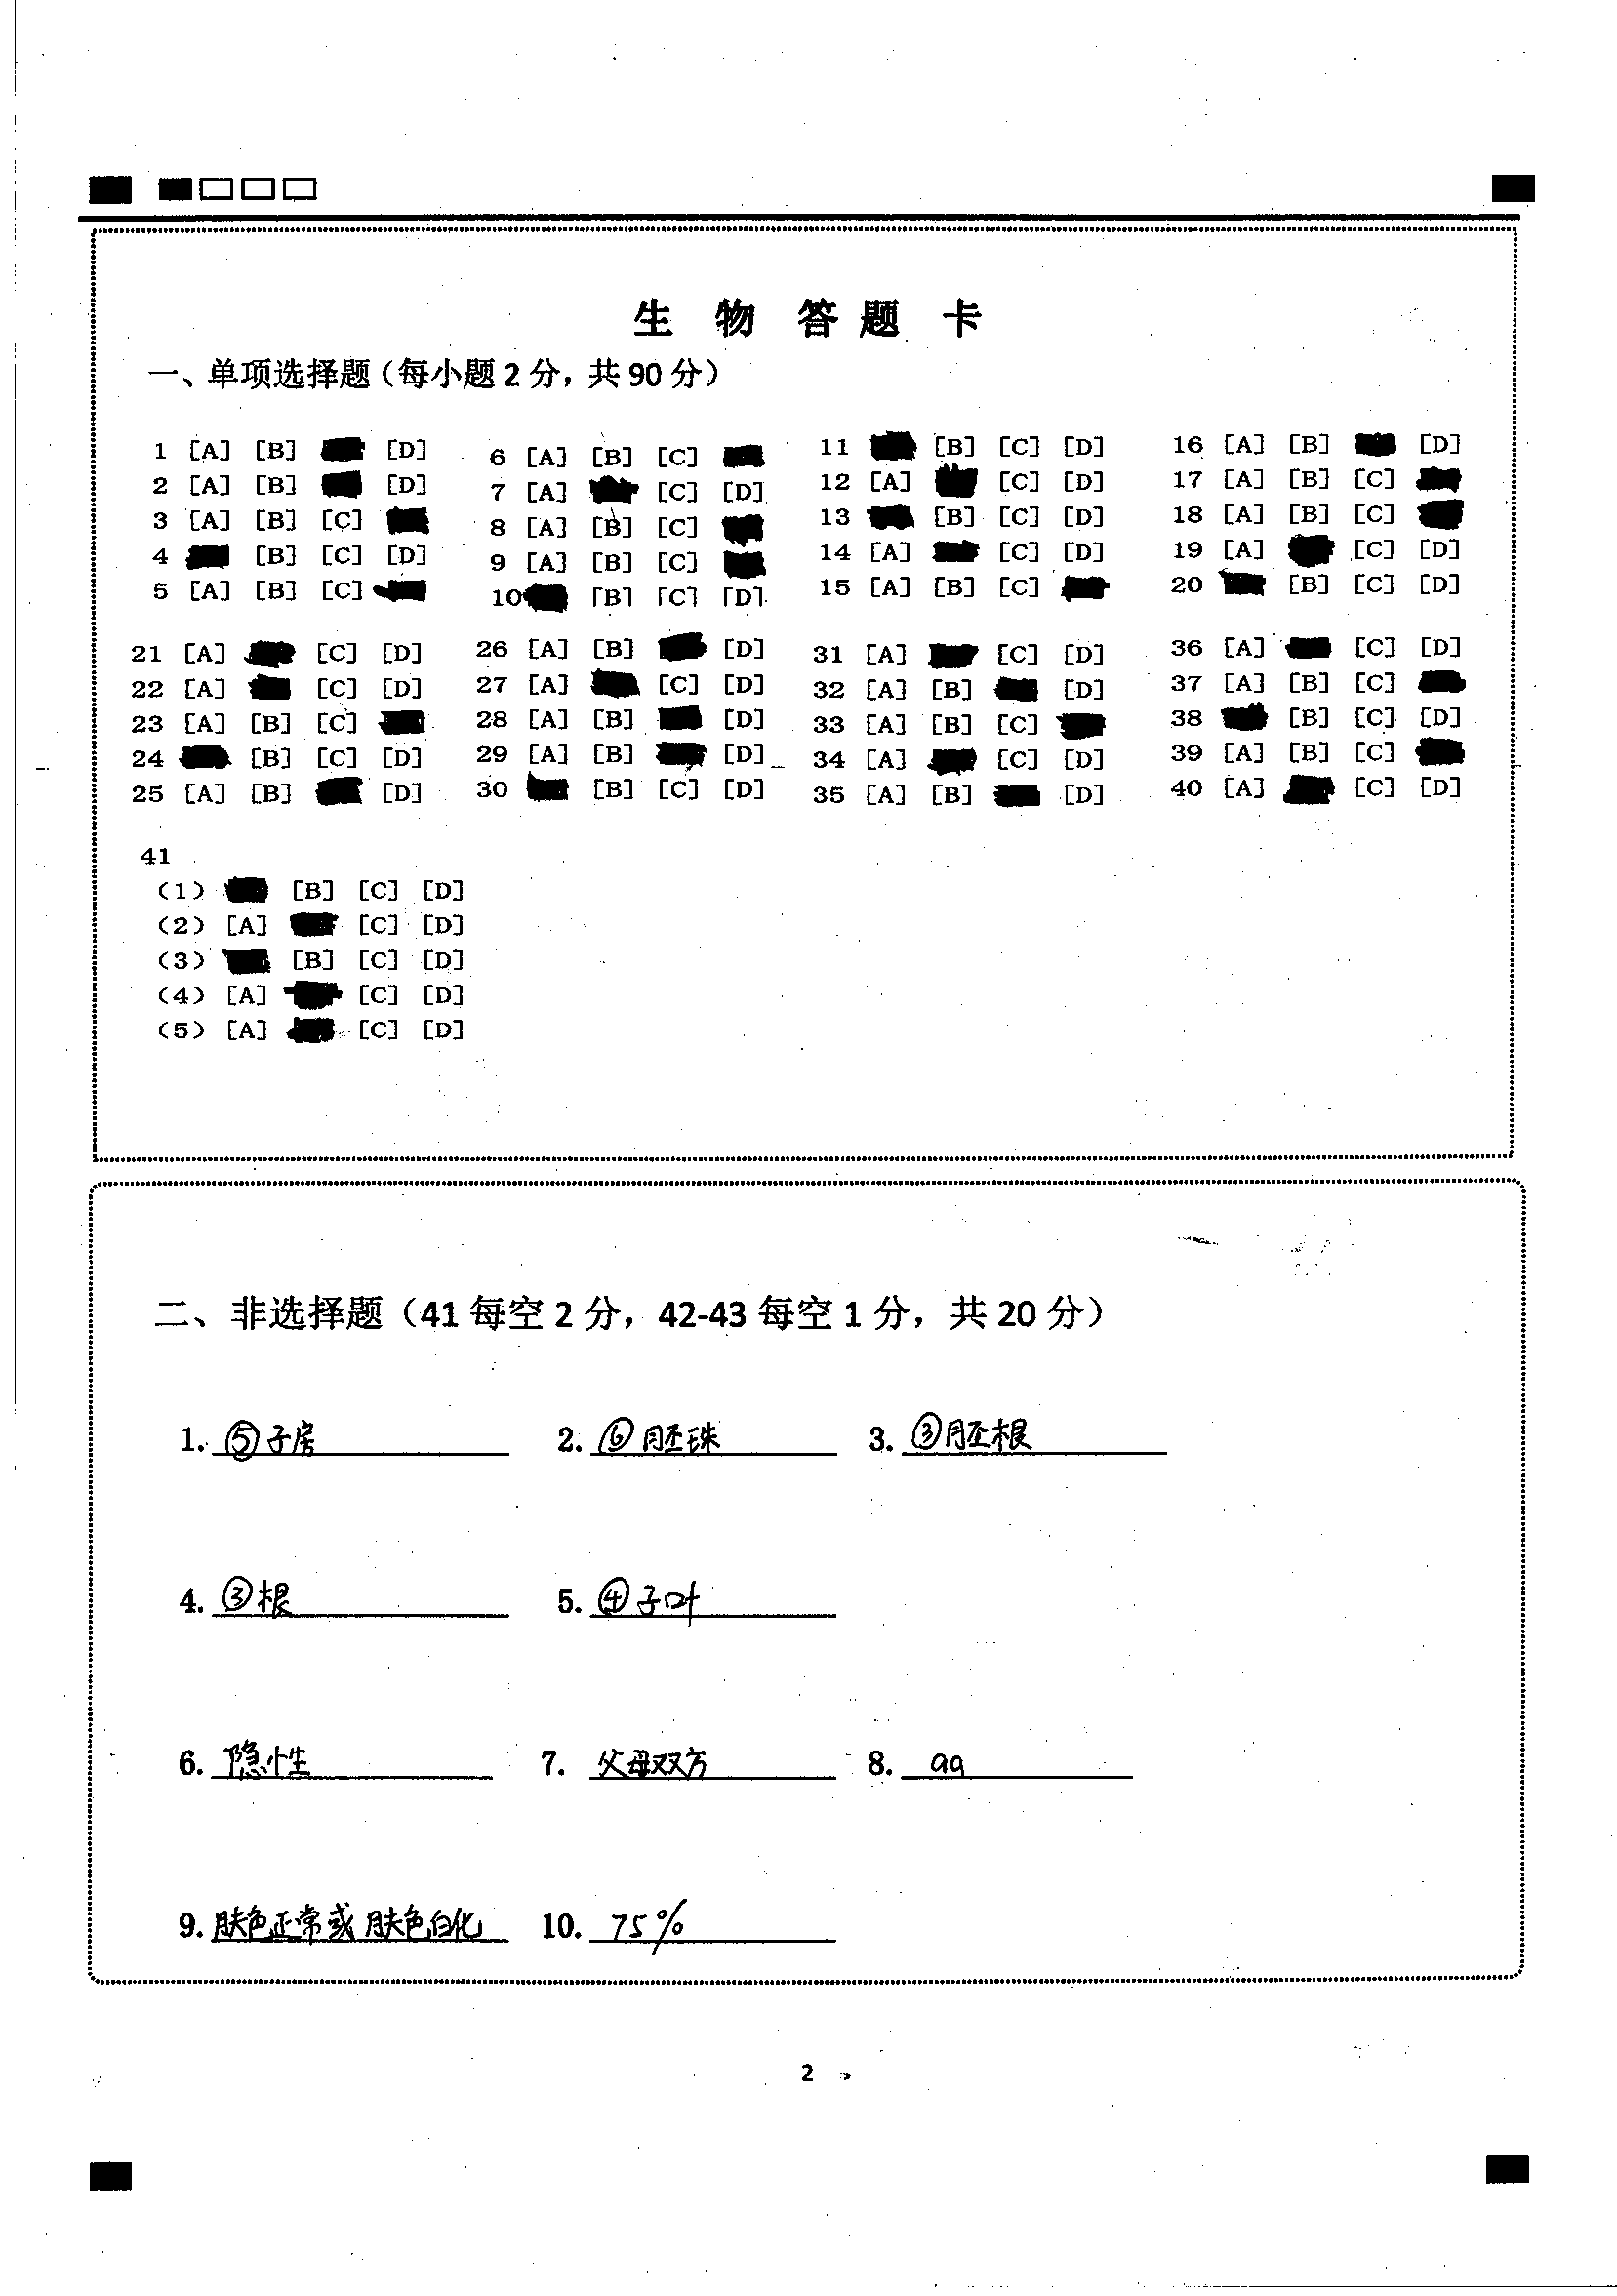 生 物 答 题 卡
一、单项选择题（每小题 2 分，共 90 分）
1 [A] [B] [D]
2 [A] [B] [D]
3 [A] [B] [C]
4 [B] [C] [D]
5 [A] [B] [C]
6 [A] [B] [C]
7 [A] [C] [D]
8 [A] [B] [C]
9 [A] [B] [C]
10 [B] [C] [D]
11 [B] [C] [D]
12 [A] [C] [D]
13 [B] [C] [D]
14 [A] [C] [D]
15 [A] [B] [C]
16 [A] [B] [D]
17 [A] [B] [C]
18 [A] [B] [C]
19 [A] [C] [D]
20 [B] [C] [D]
21 [A] [C] [D]
22 [A] [C] [D]
23 [A] [B] [C]
24 [B] [C] [D]
25 [A] [B] [D]
26 [A] [B] [D]
27 [A] [C] [D]
28 [A] [B] [D]
29 [A] [B] [D]
30 [B] [C] [D]
31 [A] [C] [D]
32 [A] [B] [D]
33 [A] [B] [C]
34 [A] [C] [D]
35 [A] [B] [D]
36 [A] [C] [D]
37 [A] [B] [C]
38 [B] [C] [D]
39 [A] [B] [C]
40 [A] [C] [D]
41
(1) [B] [C] [D]
(2) [A] [C] [D]
(3) [B] [C] [D]
(4) [A] [C] [D]
(5) [A] [C] [D]
二、非选择题（41 每空 2 分，42-43 每空 1 分，共 20 分）
1. ⑤子房 2. ⑥胚珠 3. ③胚根
4. ③根 5. ④子叶
6. 隐性 7. 父母双方 8. aa
9. 肤色正常或肤色白化 10. 75%
2